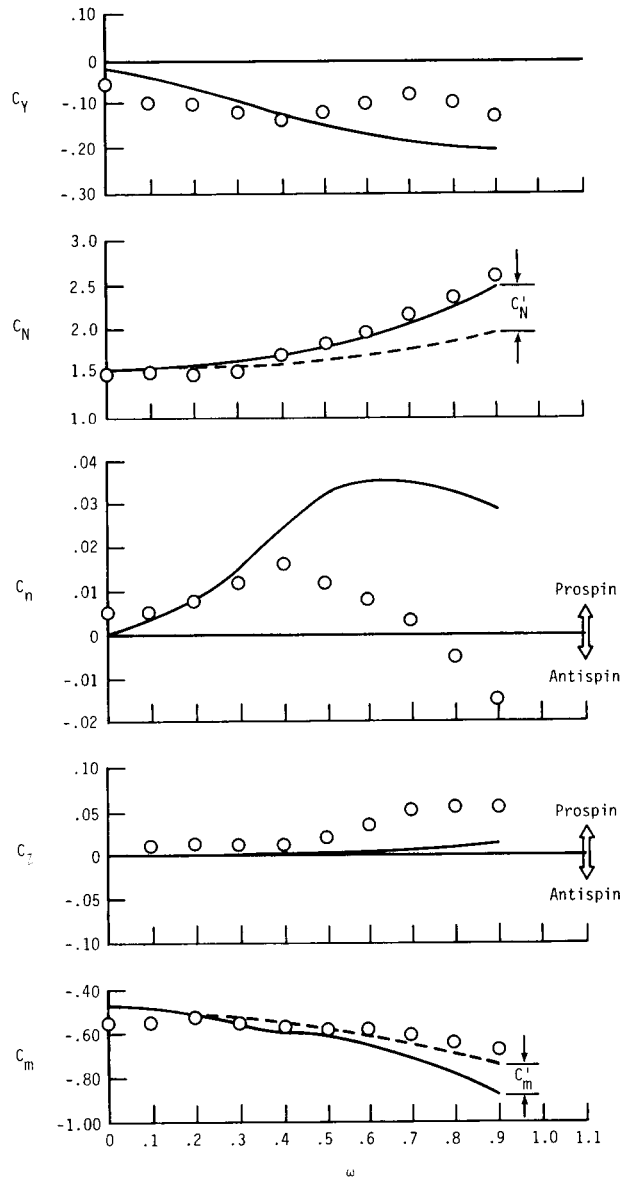 .10
0
C_Y
-.10
-.20
-.30
3.0
2.5
C_N
2.0
1.5
1.0
C'_N
.04
.03
.02
C_n
.01
0
-.01
-.02
Prospin
Antispin
.10
.05
C_l
0
-.05
-.10
Prospin
Antispin
-.40
-.60
C_m
-.80
-1.00
C'_m
0 .1 .2 .3 .4 .5 .6 .7 .8 .9 1.0 1.1
ω